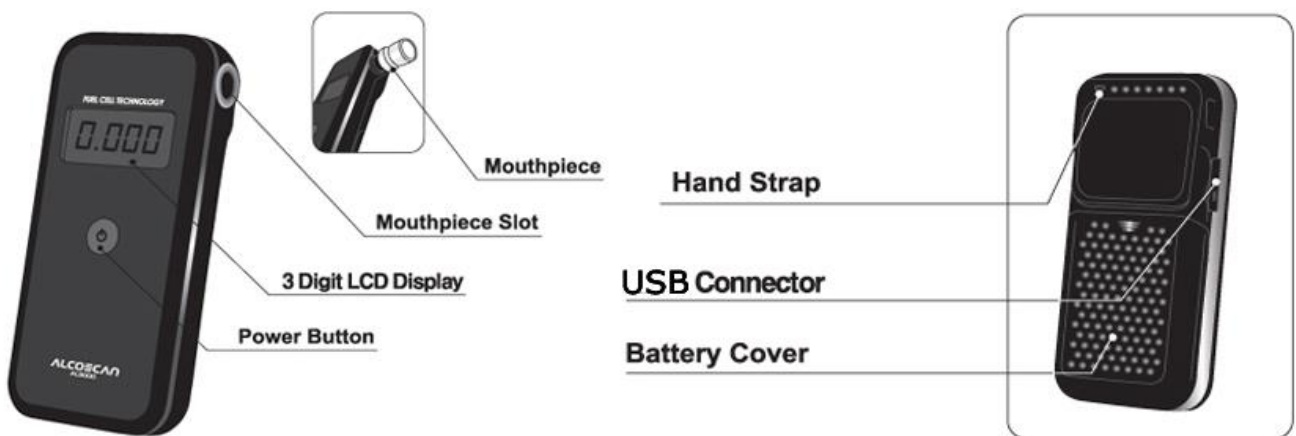 FUEL CELL TECHNOLOGY
0.000
Mouthpiece
Mouthpiece Slot
3 Digit LCD Display
Power Button
ALCOSCAN
Hand Strap
USB Connector
Battery Cover